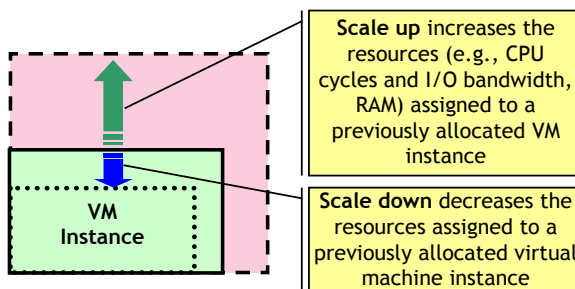 Scale up increases the
resources (e.g., CPU
cycles and I/O bandwidth,
RAM) assigned to a
previously allocated VM
instance
VM
Instance
Scale down decreases the
resources assigned to a
previously allocated virtual
machine instance